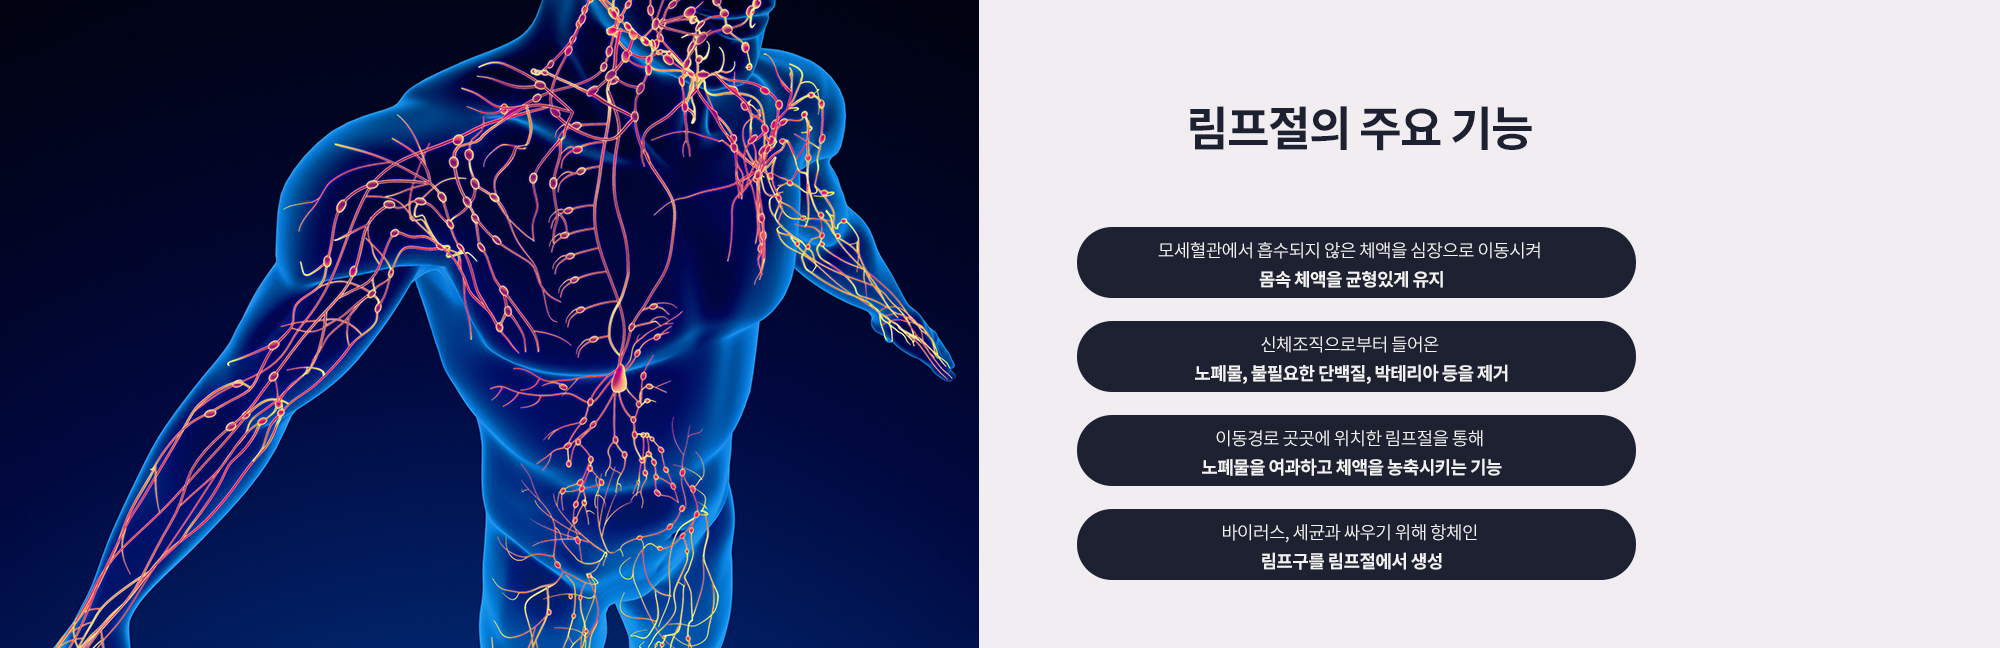 림프절의 주요 기능
모세혈관에서 흡수되지 않은 체액을 심장으로 이동시켜
몸속 체액을 균형있게 유지
신체조직으로부터 들어온
노폐물, 불필요한 단백질, 박테리아 등을 제거
이동경로 곳곳에 위치한 림프절을 통해
노폐물을 여과하고 체액을 농축시키는 기능
바이러스, 세균과 싸우기 위해 항체인
림프구를 림프절에서 생성